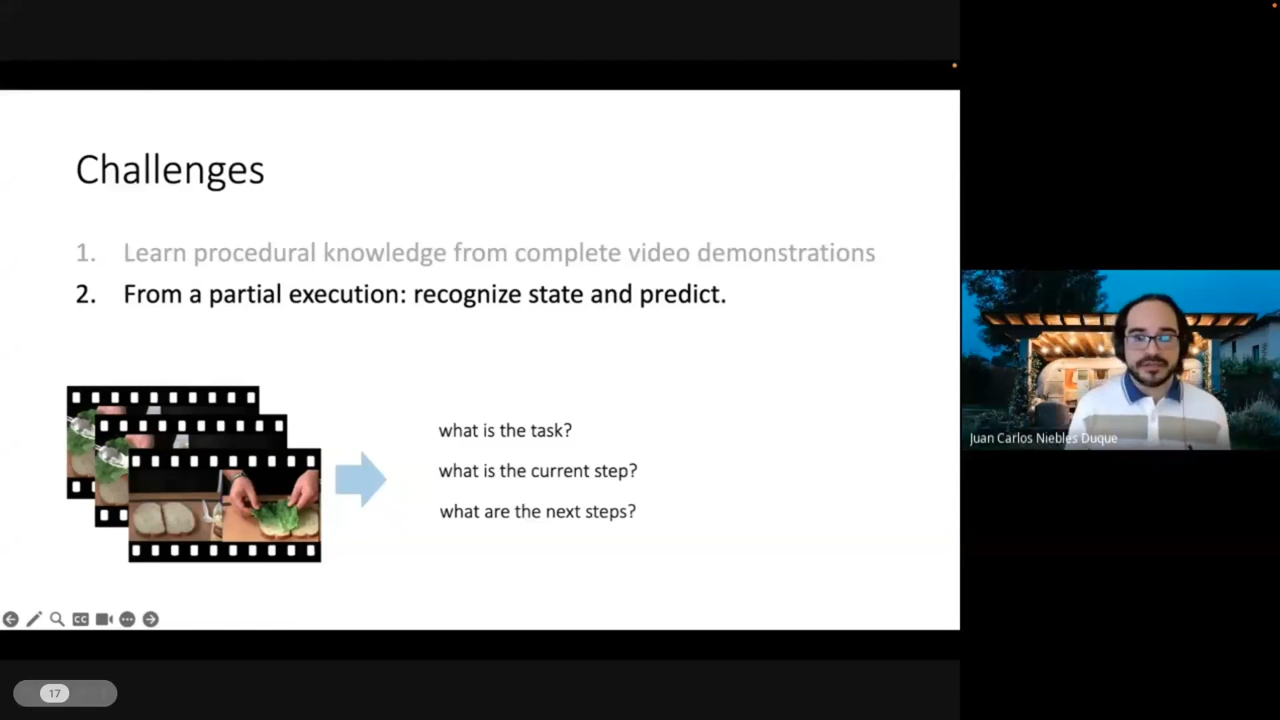 Challenges
1. Learn procedural knowledge from complete video demonstrations
2. From a partial execution: recognize state and predict.
what is the task?
what is the current step?
what are the next steps?
Juan Carlos Niebles Duque
CC
17